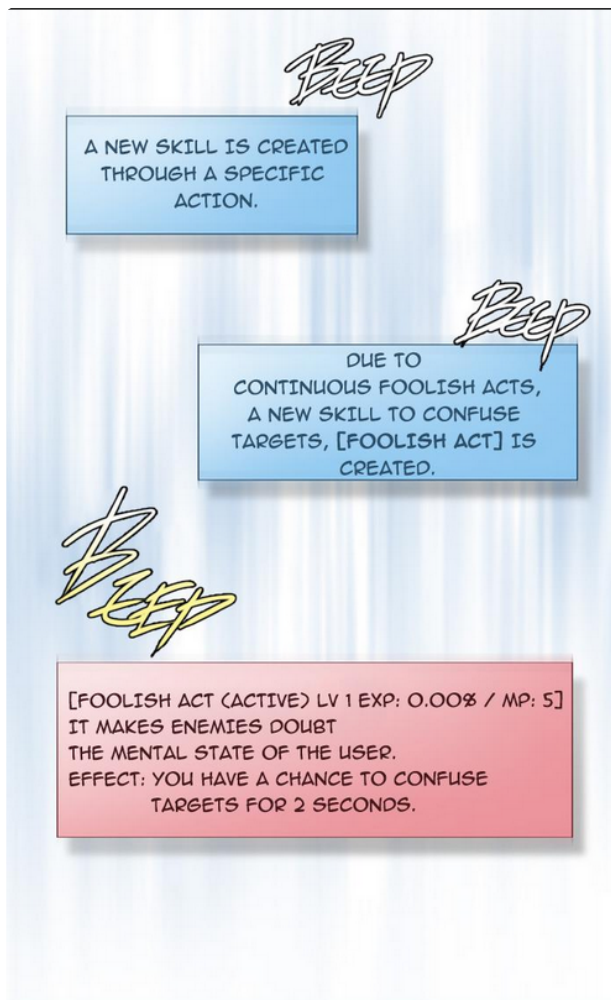 BEEP
A NEW SKILL IS CREATED
THROUGH A SPECIFIC
ACTION.
BEEP
DUE TO
CONTINUOUS FOOLISH ACTS,
A NEW SKILL TO CONFUSE
TARGETS, [FOOLISH ACT] IS
CREATED.
BEEP
[FOOLISH ACT (ACTIVE) LV 1 EXP: 0.00% / MP: 5]
IT MAKES ENEMIES DOUBT
THE MENTAL STATE OF THE USER.
EFFECT: YOU HAVE A CHANCE TO CONFUSE
TARGETS FOR 2 SECONDS.